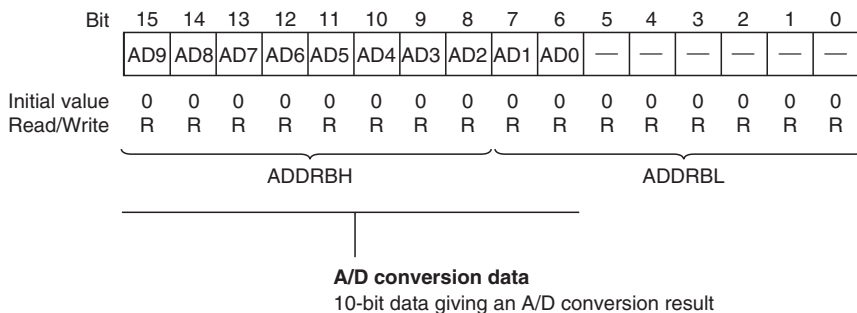 Bit 15 14 13 12 11 10 9 8 7 6 5 4 3 2 1 0
AD9 AD8 AD7 AD6 AD5 AD4 AD3 AD2 AD1 AD0 — — — — — —
Initial value 0 0 0 0 0 0 0 0 0 0 0 0 0 0 0 0
Read/Write R R R R R R R R R R R R R R R R
ADDRBH ADDRBL
A/D conversion data
10-bit data giving an A/D conversion result